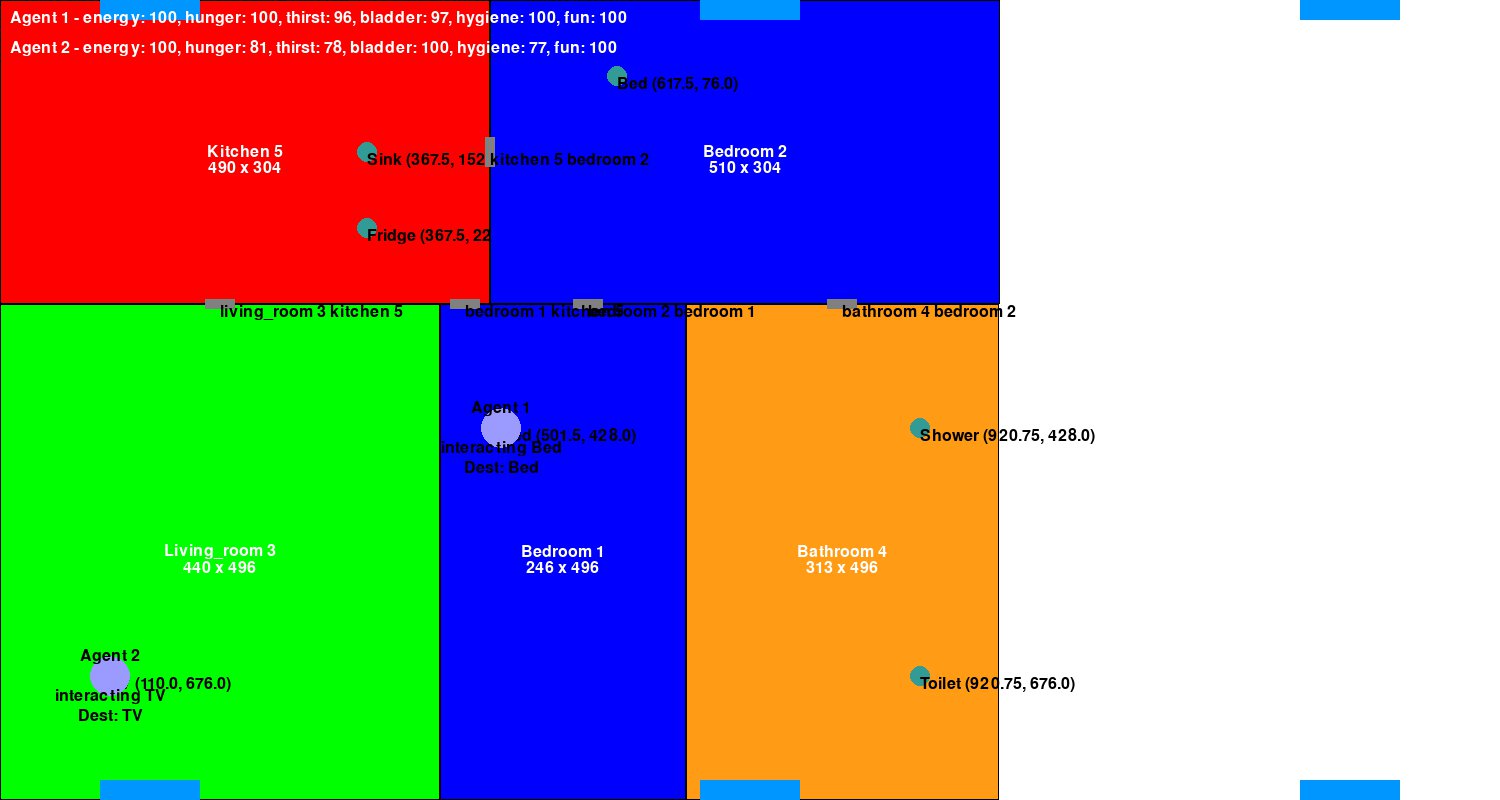 Agent 1 - energy: 100, hunger: 100, thirst: 96, bladder: 97, hygiene: 100, fun: 100
Agent 2 - energy: 100, hunger: 81, thirst: 78, bladder: 100, hygiene: 77, fun: 100
Bed (617.5, 76.0)
Kitchen 5
490 x 304
Sink (367.5, 152
kitchen 5 bedroom 2
Bedroom 2
510 x 304
Fridge (367.5, 22
living_room 3 kitchen 5
bedroom 1 kitchen 5
bedroom 2 bedroom 1
bathroom 4 bedroom 2
Agent 1
d (501.5, 428.0)
interacting Bed
Dest: Bed
Shower (920.75, 428.0)
Living_room 3
440 x 496
Bedroom 1
246 x 496
Bathroom 4
313 x 496
Agent 2
(110.0, 676.0)
interacting TV
Dest: TV
Toilet (920.75, 676.0)